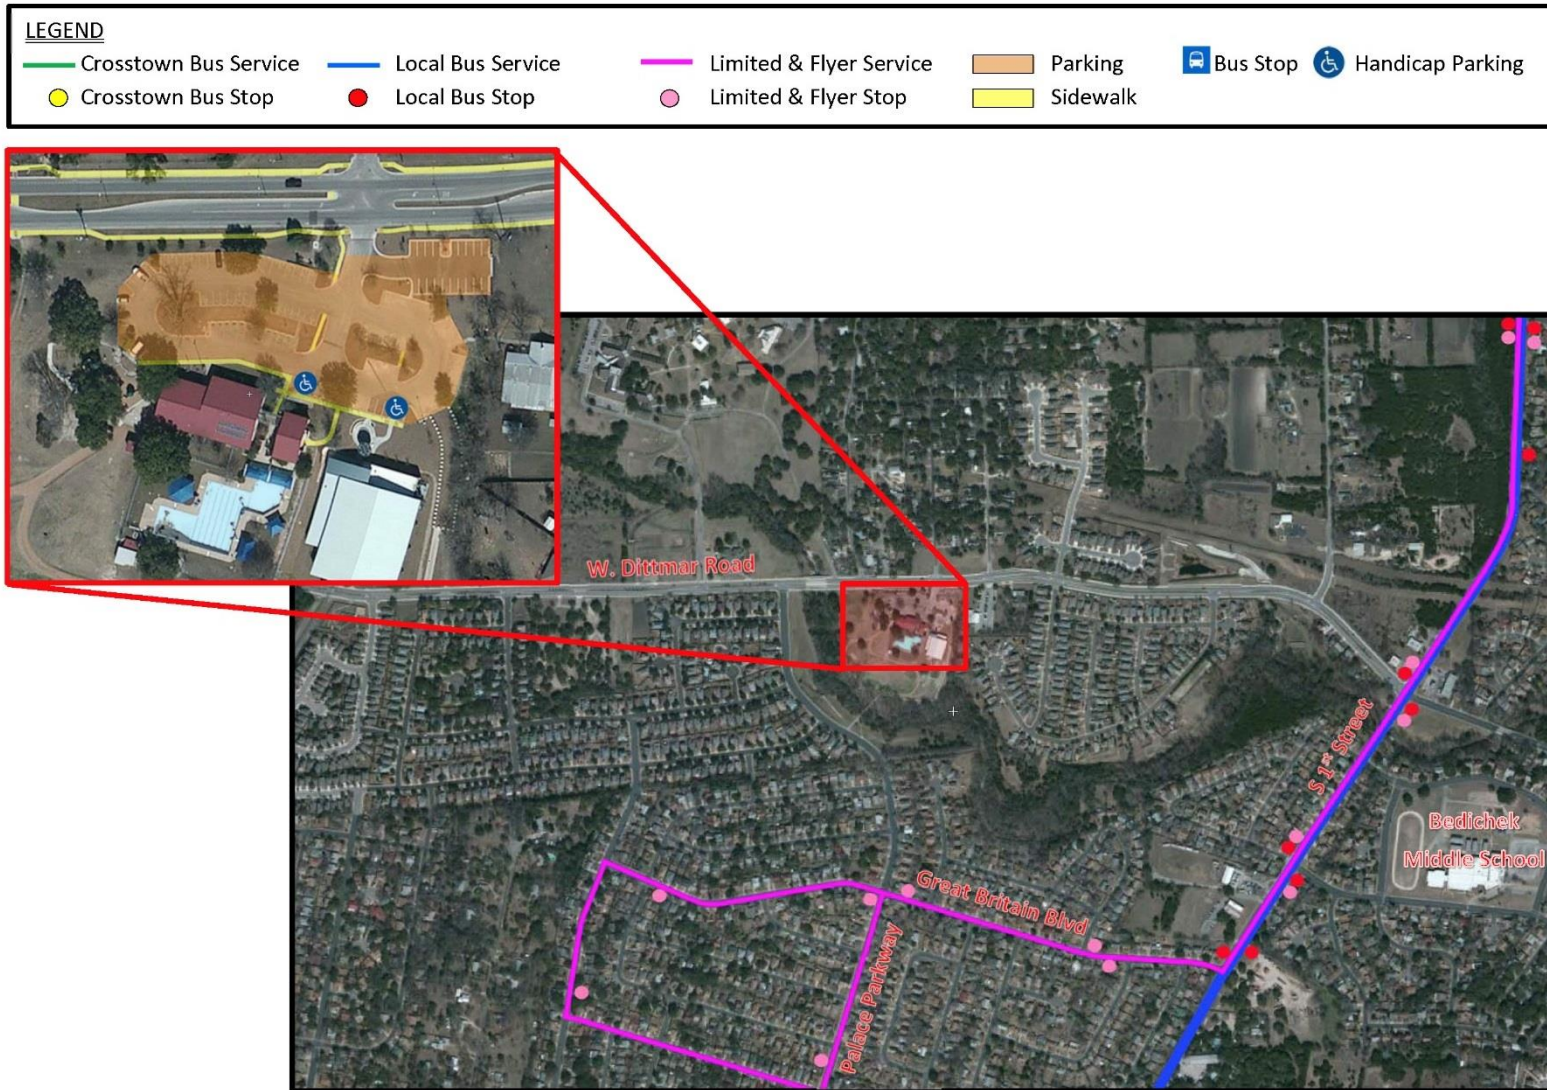 LEGEND
Crosstown Bus Service
Local Bus Service
Limited & Flyer Service
Parking
Bus Stop
Handicap Parking
Crosstown Bus Stop
Local Bus Stop
Limited & Flyer Stop
Sidewalk
W. Dittmar Road
S 1st Street
Bedichek
Middle School
Great Britain Blvd
Palace Parkway